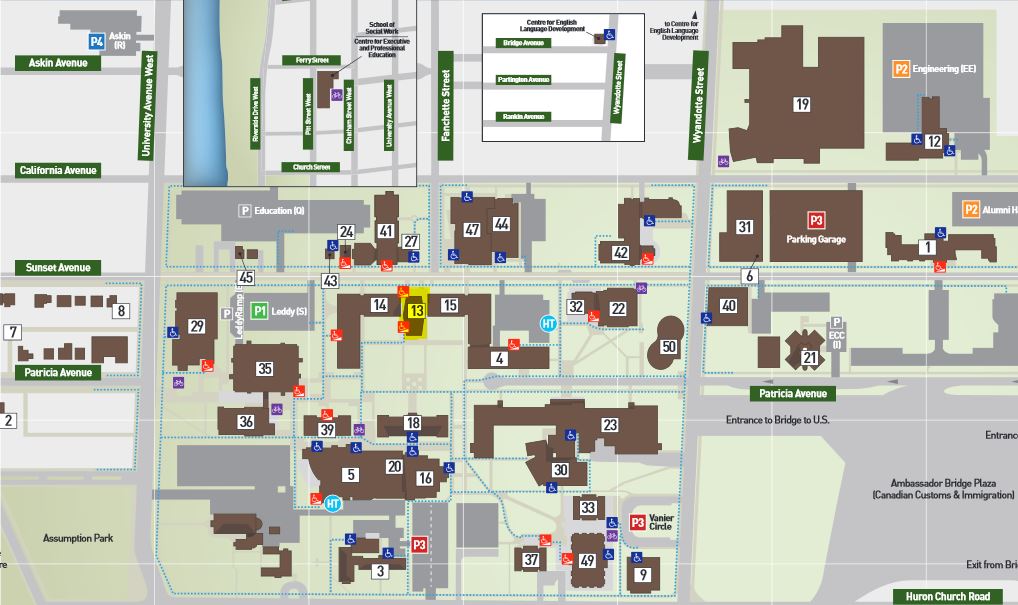 P4
Askin
(R)
Askin Avenue
University Avenue West
California Avenue
School of
Social Work
Centre for Executive
and Professional
Education
Ferry Street
Riverside Drive West
Pitt Street West
Chatham Street West
University Avenue West
Church Street
Fanchette Street
Centre for English
Language Development
Bridge Avenue
Partington Avenue
Rankin Avenue
Wyandotte Street
to Centre for
English Language
Development
Wyandotte Street
19
P2
Engineering (EE)
12
P
Education (Q)
24
41
27
47
44
42
31
P3
Parking Garage
P2
Alumni H
1
Sunset Avenue
45
43
6
8
7
29
P
Leddy Ramp
P1
Leddy (S)
14
13
15
HT
32
22
40
50
P
ECC
(I)
21
4
35
Patricia Avenue
Patricia Avenue
2
36
39
18
23
Entrance to Bridge to U.S.
Entrance
5
20
16
30
Ambassador Bridge Plaza
(Canadian Customs & Immigration)
HT
33
P3
Vanier
Circle
Assumption Park
P3
3
37
49
9
re
Exit from Bri
Huron Church Road